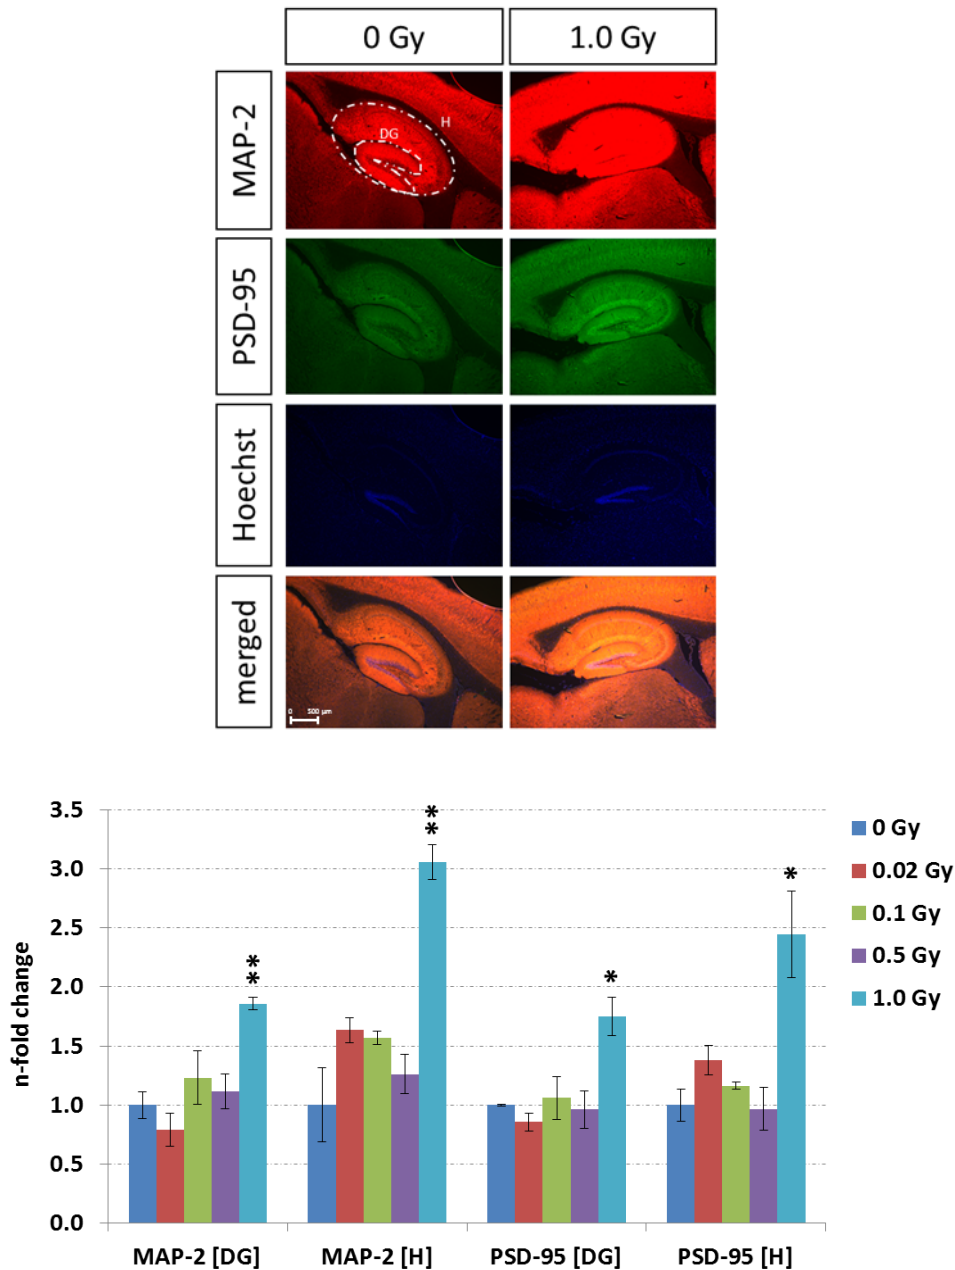 0 Gy 1.0 Gy
MAP-2
H
DG
PSD-95
Hoechst
merged
0 500 µm
3.5
3.0
2.5
2.0
1.5
1.0
0.5
0.0
n-fold change
**
**
*
*
MAP-2 [DG] MAP-2 [H] PSD-95 [DG] PSD-95 [H]
0 Gy
0.02 Gy
0.1 Gy
0.5 Gy
1.0 Gy